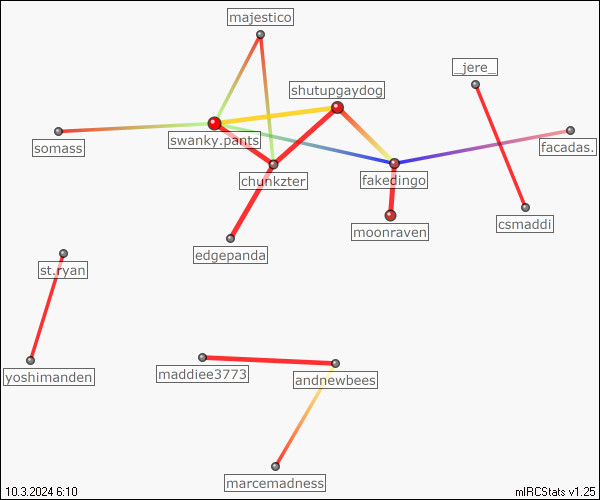 majestico
_jere_
shutupgaydog
somass
swanky.pants
facadas.
chunkzter
fakedingo
csmaddi
moonraven
edgepanda
st.ryan
yoshimanden
maddiee3773
andnewbees
marcemadness
10.3.2024 6:10
mIRCStats v1.25